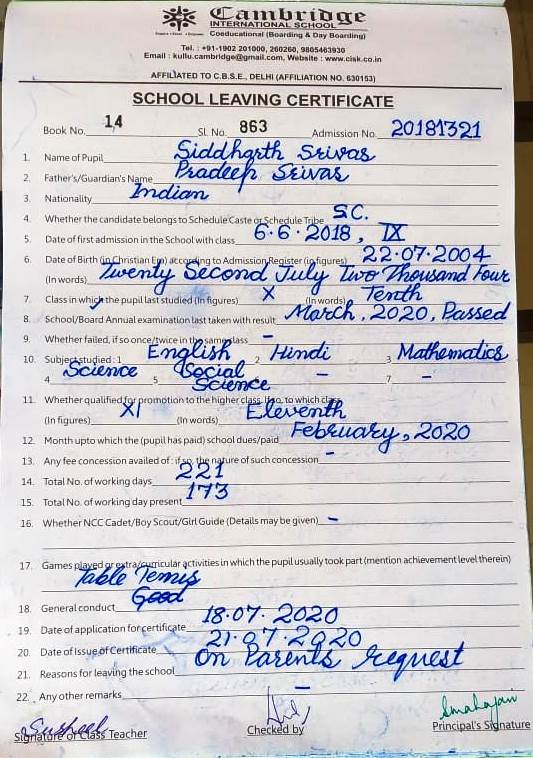 Cambridge
INTERNATIONAL SCHOOL
Coeducational (Boarding & Day Boarding)
Tel. : +91-1902 201000, 260260, 9805463930
Email : kullu.cambridge@gmail.com, Website : www.cisk.co.in
AFFILIATED TO C.B.S.E., DELHI (AFFILIATION NO. 630153)
SCHOOL LEAVING CERTIFICATE
Book No. 14 Sl. No. 863 Admission No. 20181321
1. Name of Pupil Siddharth Srivas
2. Father's/Guardian's Name Pradeep Srivas
3. Nationality Indian
4. Whether the candidate belongs to Schedule Caste or Schedule Tribe S.C.
5. Date of first admission in the School with class 6.6.2018, IX
6. Date of Birth (in Christian Era) according to Admission Register (in figures) 22.07.2004
(In words) Twenty Second July Two Thousand Four
7. Class in which the pupil last studied (In figures) X (In words) Tenth
8. School/Board Annual examination last taken with result March, 2020, Passed
9. Whether failed, if so once/twice in the same class -
10. Subject studied : 1 English 2 Hindi 3 Mathematics
4 Science 5 Social Science - 7 -
11. Whether qualified for promotion to the higher class, if so, to which class
(In figures) XI (In words) Eleventh
12. Month upto which the (pupil has paid) school dues/paid February, 2020
13. Any fee concession availed of : if so, the nature of such concession -
14. Total No. of working days 221
15. Total No. of working day present 173
16. Whether NCC Cadet/Boy Scout/Girl Guide (Details may be given) -
17. Games played or extra/curricular activities in which the pupil usually took part (mention achievement level therein)
Table Tennis
18. General conduct Good
19. Date of application for certificate 18.07.2020
20. Date of Issue of Certificate 21.07.2020
21. Reasons for leaving the school On Parents request
22. Any other remarks -
Susheel
Smahajan
Signature of Class Teacher Checked by Principal's Signature